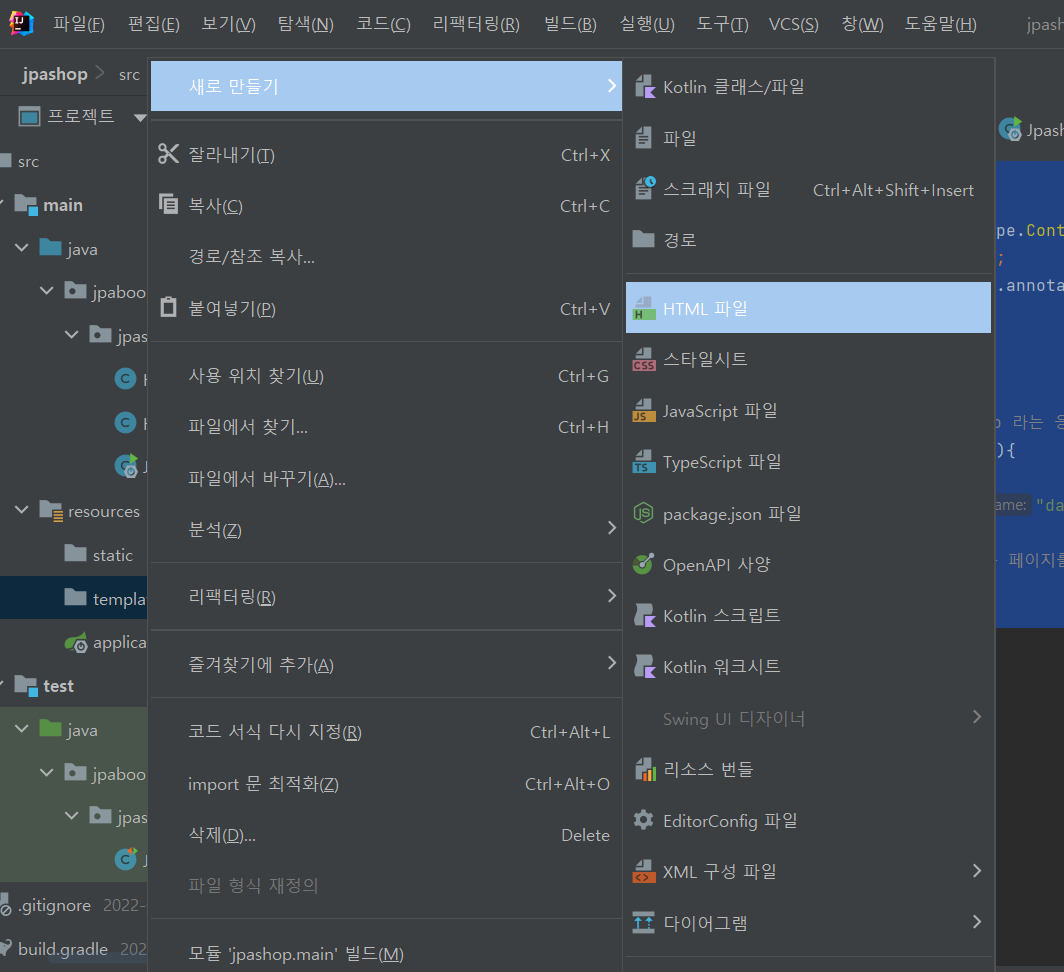 파일(F) 편집(E) 보기(V) 탐색(N) 코드(C) 리팩터링(R) 빌드(B) 실행(U) 도구(T) VCS(S) 창(W) 도움말(H) jpash
jpashop src
프로젝트
src
main
java
jpaboo
jpas
resources
static
templa
applica
test
java
jpaboo
jpas
.gitignore 2022-
build.gradle 202
새로 만들기
잘라내기(T) Ctrl+X
복사(C) Ctrl+C
경로/참조 복사...
붙여넣기(P) Ctrl+V
사용 위치 찾기(U) Ctrl+G
파일에서 찾기... Ctrl+H
파일에서 바꾸기(A)...
분석(Z)
리팩터링(R)
즐겨찾기에 추가(A)
코드 서식 다시 지정(R) Ctrl+Alt+L
import 문 최적화(Z) Ctrl+Alt+O
삭제(D)... Delete
파일 형식 재정의
모듈 'jpashop.main' 빌드(M)
Kotlin 클래스/파일
파일
스크래치 파일 Ctrl+Alt+Shift+Insert
경로
HTML 파일
스타일시트
JavaScript 파일
TypeScript 파일
package.json 파일
OpenAPI 사양
Kotlin 스크립트
Kotlin 워크시트
Swing UI 디자이너
리소스 번들
EditorConfig 파일
XML 구성 파일
다이어그램
Jpash
pe.Cont
;
.annota
라는
){
ame: "da
페이지를